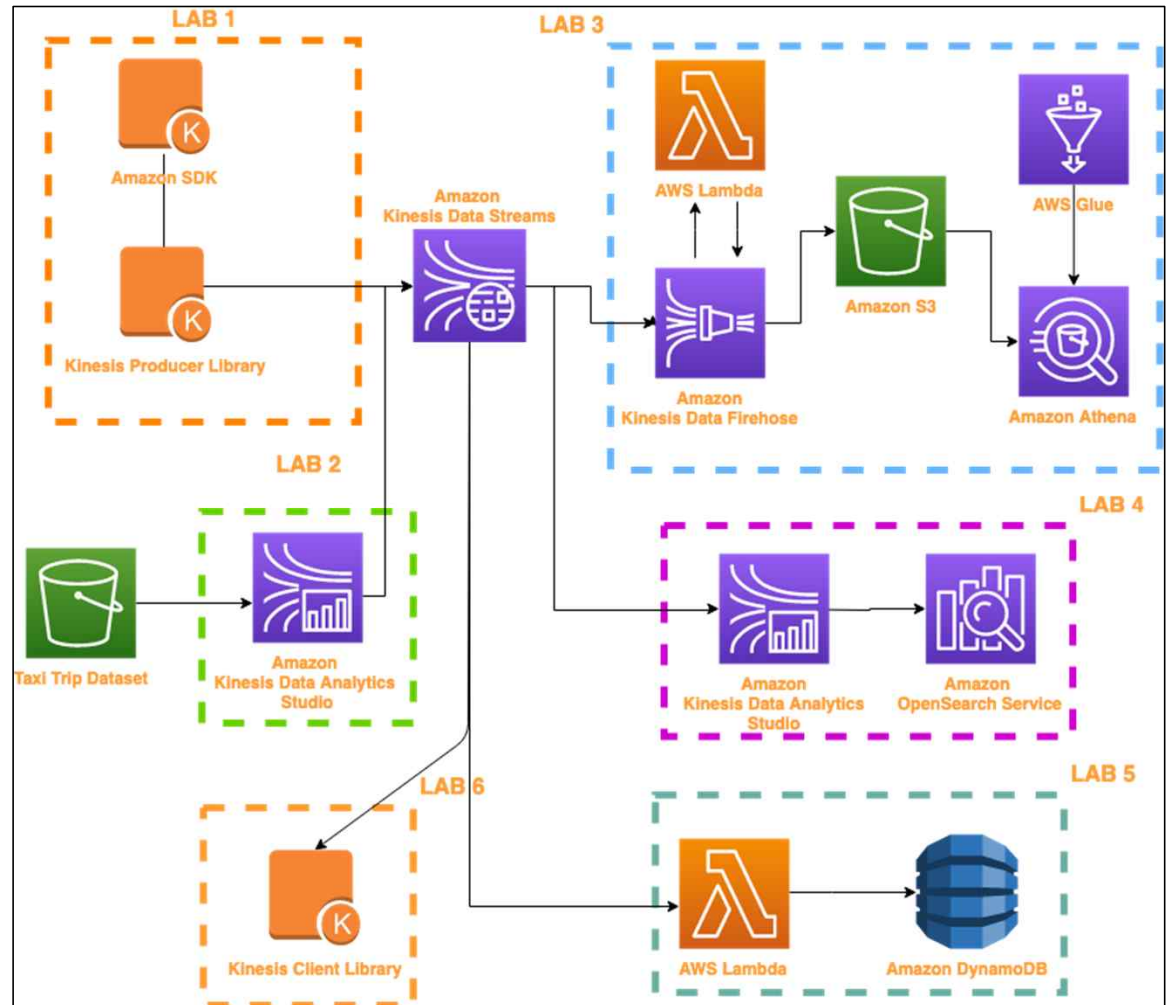 LAB 1
K
Amazon SDK
K
Kinesis Producer Library
Amazon
Kinesis Data Streams
LAB 3
AWS Lambda
AWS Glue
Amazon S3
Amazon
Kinesis Data Firehose
Amazon Athena
LAB 2
Taxi Trip Dataset
Amazon
Kinesis Data Analytics
Studio
LAB 4
Amazon
Kinesis Data Analytics
Studio
Amazon
OpenSearch Service
LAB 6
K
Kinesis Client Library
LAB 5
AWS Lambda
Amazon DynamoDB